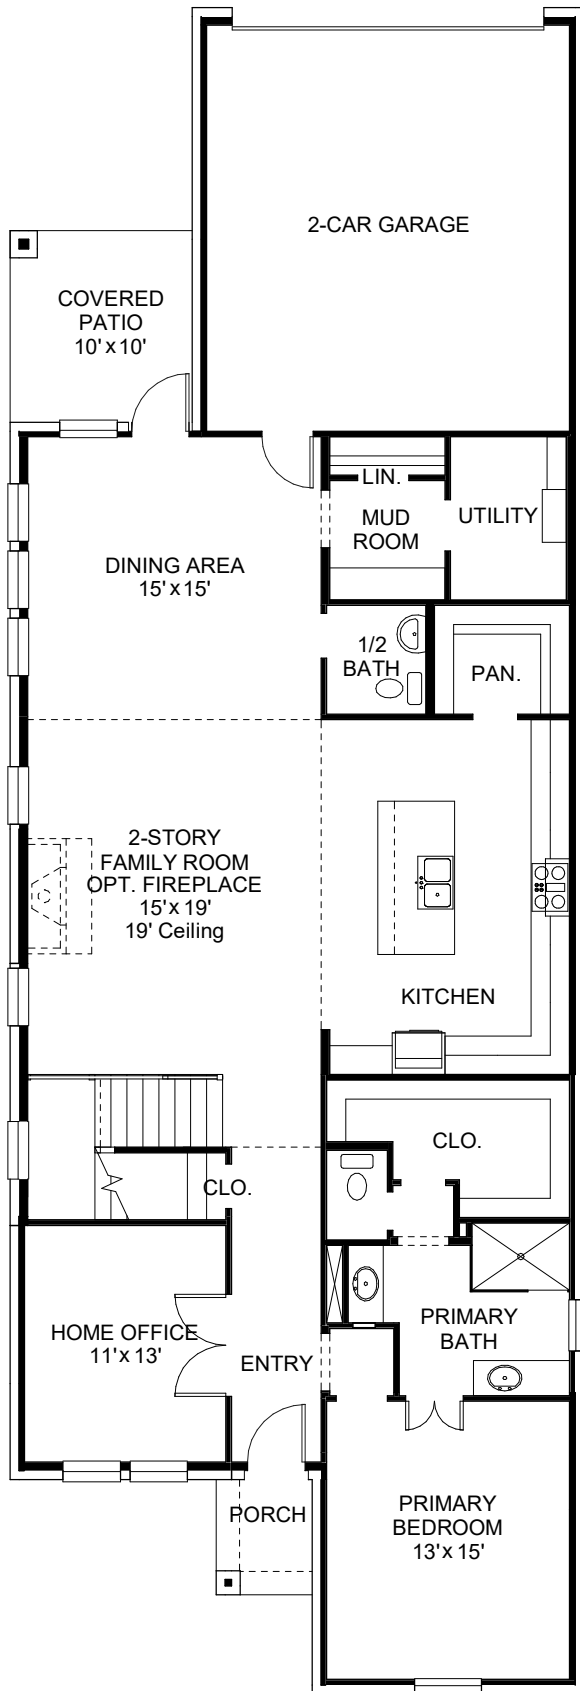 2-CAR GARAGE
COVERED
PATIO
10' x 10'
LIN.
MUD
ROOM
UTILITY
DINING AREA
15' x 15'
1/2
BATH
PAN.
2-STORY
FAMILY ROOM
OPT. FIREPLACE
15' x 19'
19' Ceiling
KITCHEN
CLO.
CLO.
HOME OFFICE
11' x 13'
PRIMARY
BATH
ENTRY
PORCH
PRIMARY
BEDROOM
13' x 15'